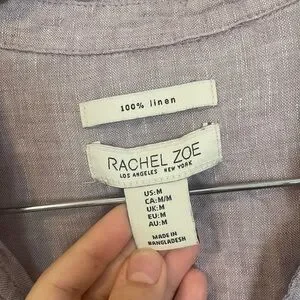 100% linen
RACHEL ZOE
LOS ANGELES NEW YORK
US:M
CA:M/M
UK:M
EU:M
AU:M
MADE IN
BANGLADESH